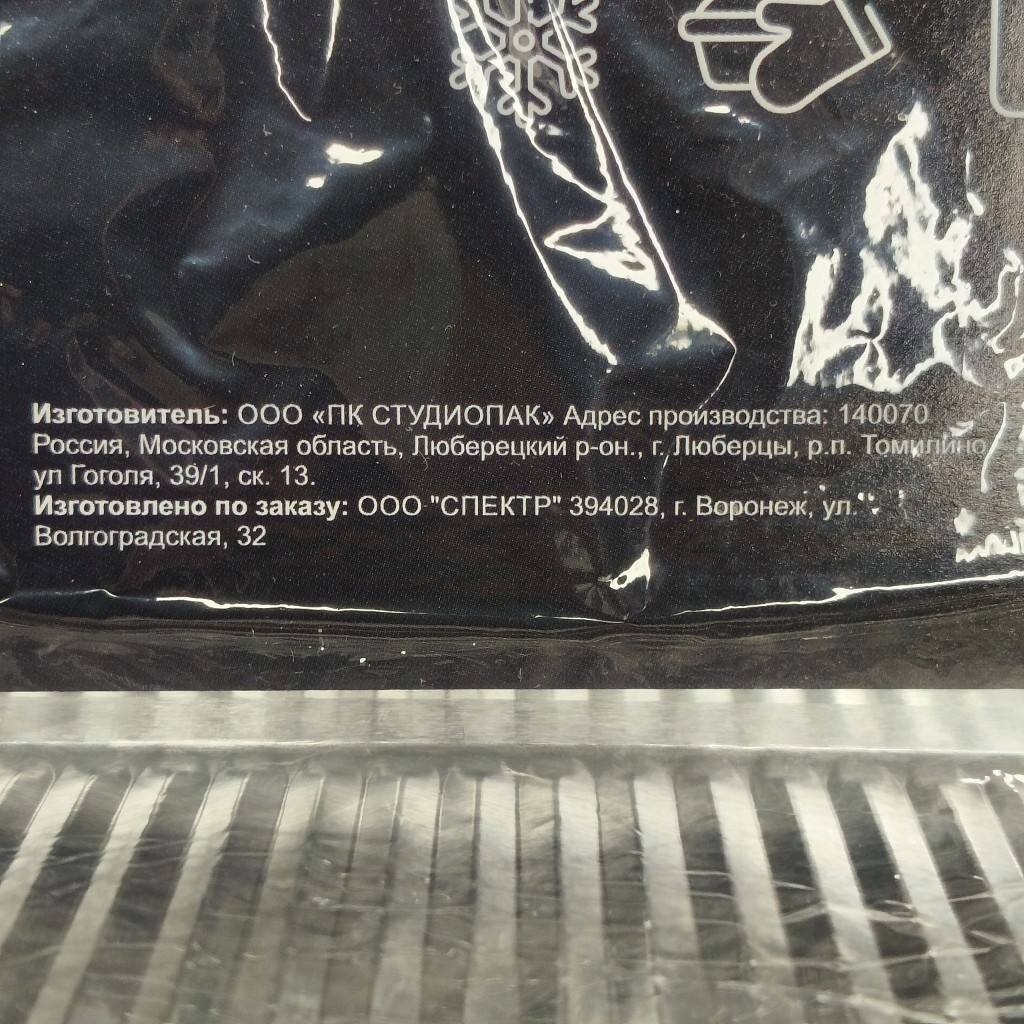 Изготовитель: ООО «ПК СТУДИОПАК» Адрес производства: 140070
Россия, Московская область, Люберецкий р-он., г. Люберцы, р.п. Томилино
ул Гоголя, 39/1, ск. 13.
Изготовлено по заказу: ООО "СПЕКТР" 394028, г. Воронеж, ул.
Волгоградская, 32